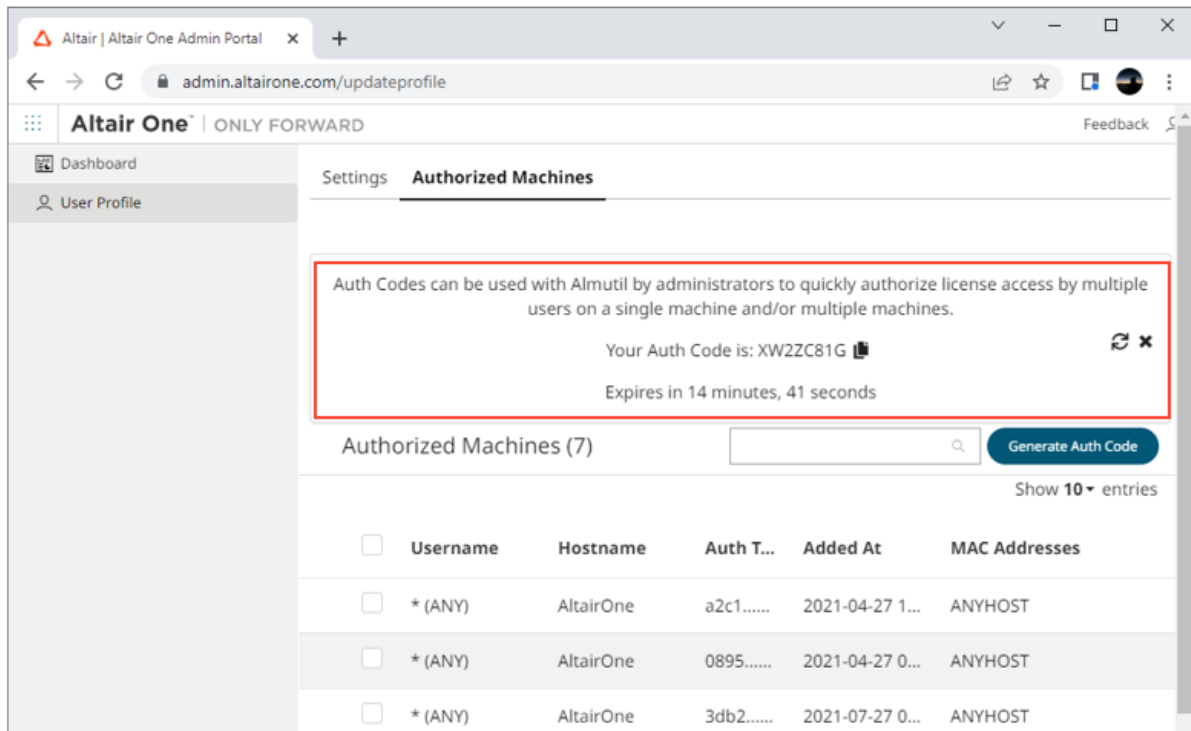 Altair | Altair One Admin Portal
admin.altairone.com/updateprofile
Altair One™ | ONLY FORWARD
Feedback
Dashboard
User Profile
Settings Authorized Machines
Auth Codes can be used with Almutil by administrators to quickly authorize license access by multiple
users on a single machine and/or multiple machines.
Your Auth Code is: XW2ZC81G
Expires in 14 minutes, 41 seconds
Authorized Machines (7)
Generate Auth Code
Show 10 entries
Username Hostname Auth T... Added At MAC Addresses
* (ANY) AltairOne a2c1...... 2021-04-27 1... ANYHOST
* (ANY) AltairOne 0895...... 2021-04-27 0... ANYHOST
* (ANY) AltairOne 3db2...... 2021-07-27 0... ANYHOST